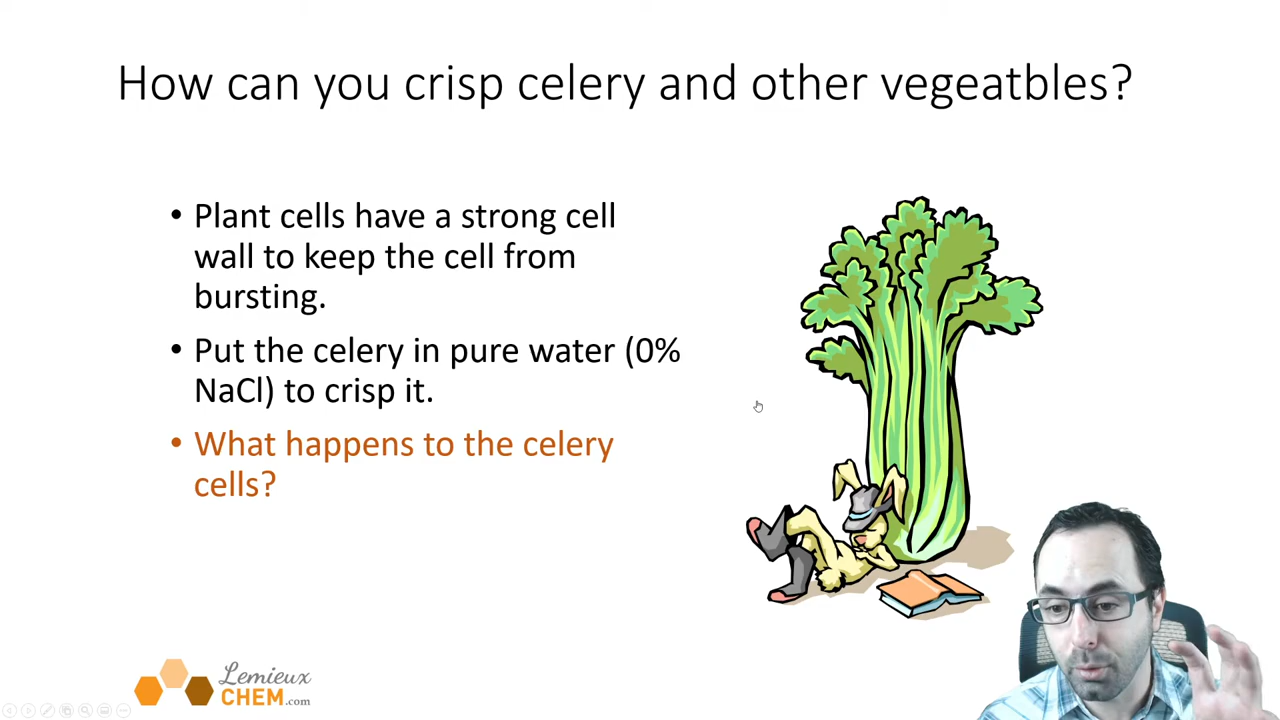 How can you crisp celery and other vegeatbles?
• Plant cells have a strong cell
wall to keep the cell from
bursting.
• Put the celery in pure water (0%
NaCl) to crisp it.
• What happens to the celery
cells?
Lemieux
CHEM.com